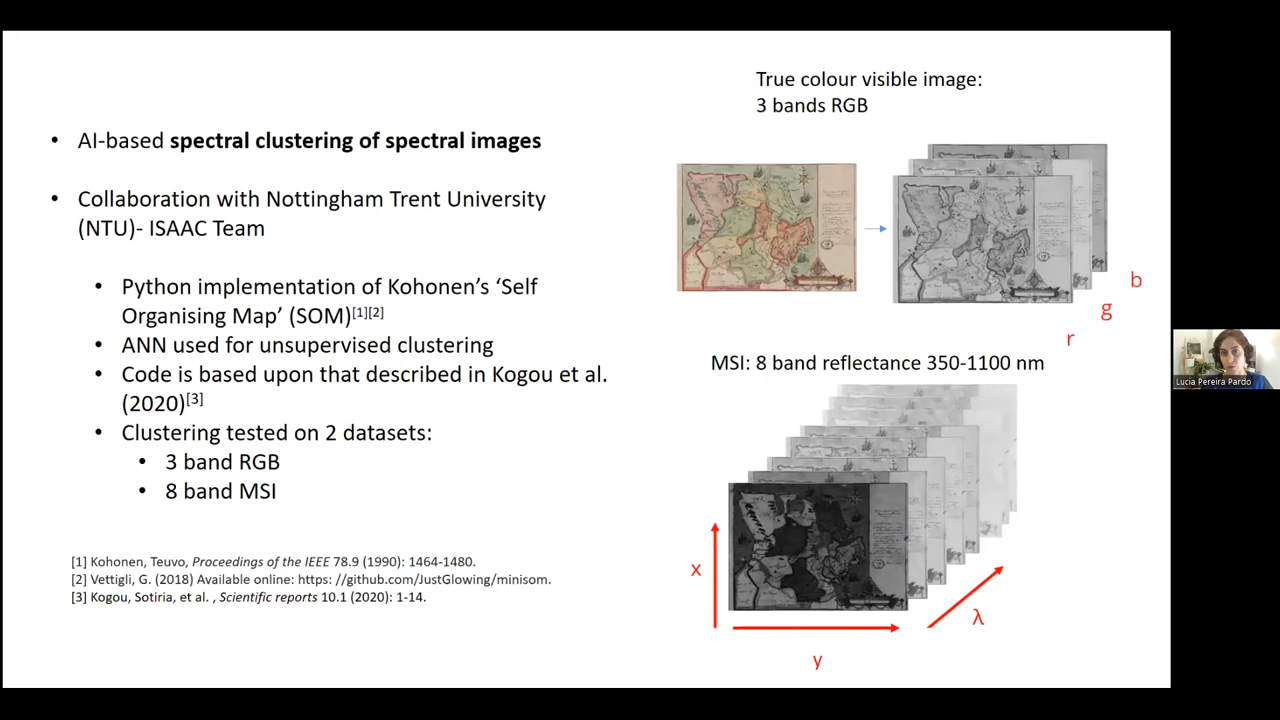 • AI-based spectral clustering of spectral images
• Collaboration with Nottingham Trent University
(NTU)- ISAAC Team
• Python implementation of Kohonen’s ‘Self
Organising Map’ (SOM)[1][2]
• ANN used for unsupervised clustering
• Code is based upon that described in Kogou et al.
(2020)[3]
• Clustering tested on 2 datasets:
• 3 band RGB
• 8 band MSI
[1] Kohonen, Teuvo, Proceedings of the IEEE 78.9 (1990): 1464-1480.
[2] Vettigli, G. (2018) Available online: https: //github.com/JustGlowing/minisom.
[3] Kogou, Sotiria, et al. , Scientific reports 10.1 (2020): 1-14.
True colour visible image:
3 bands RGB
b
g
r
MSI: 8 band reflectance 350-1100 nm
x
λ
y
Lucia Pereira Pardo